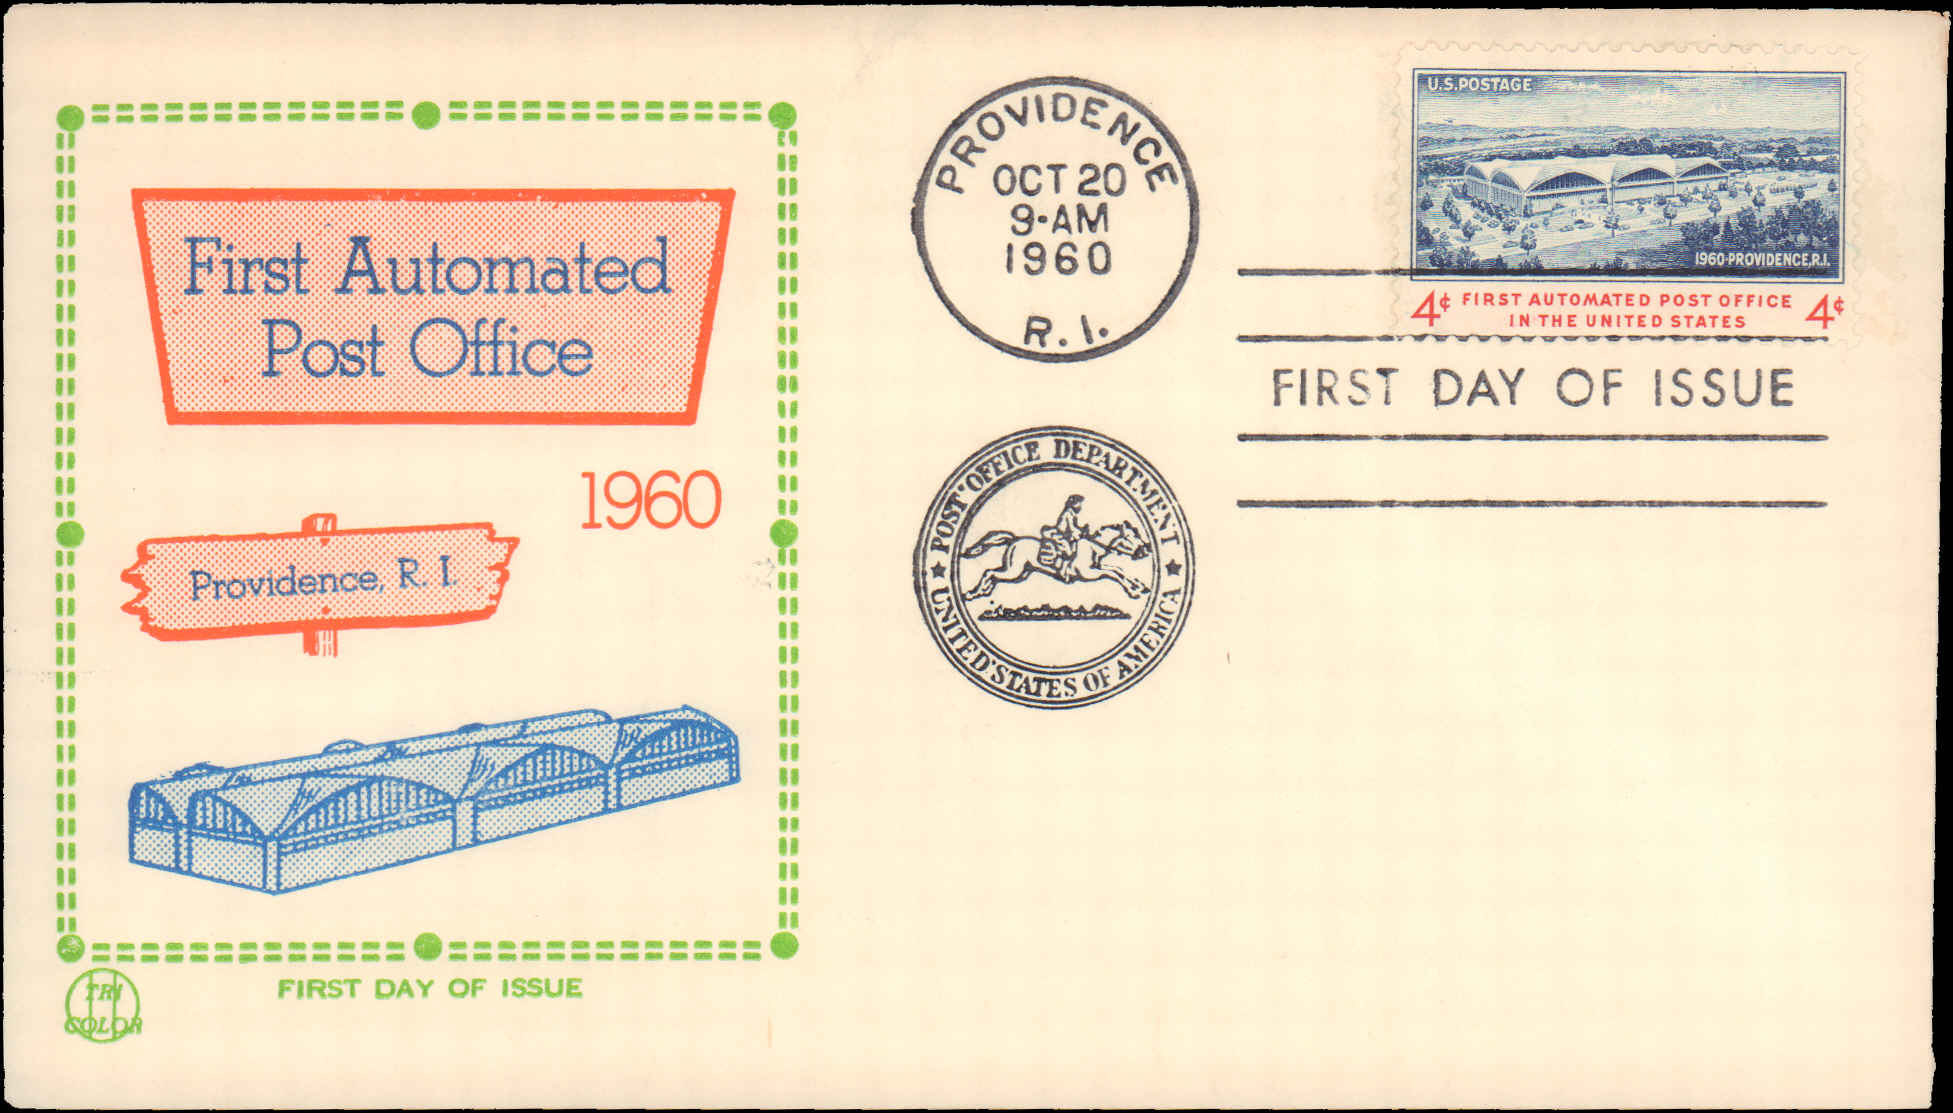 First Automated
Post Office
1960
Providence, R. I.
FIRST DAY OF ISSUE
TRI
COLOR
PROVIDENCE
OCT 20
9-AM
1960
R. I.
POST OFFICE DEPARTMENT
★ UNITED STATES OF AMERICA ★
U.S. POSTAGE
1960-PROVIDENCE, R.I.
4¢ FIRST AUTOMATED POST OFFICE 4¢
IN THE UNITED STATES
FIRST DAY OF ISSUE